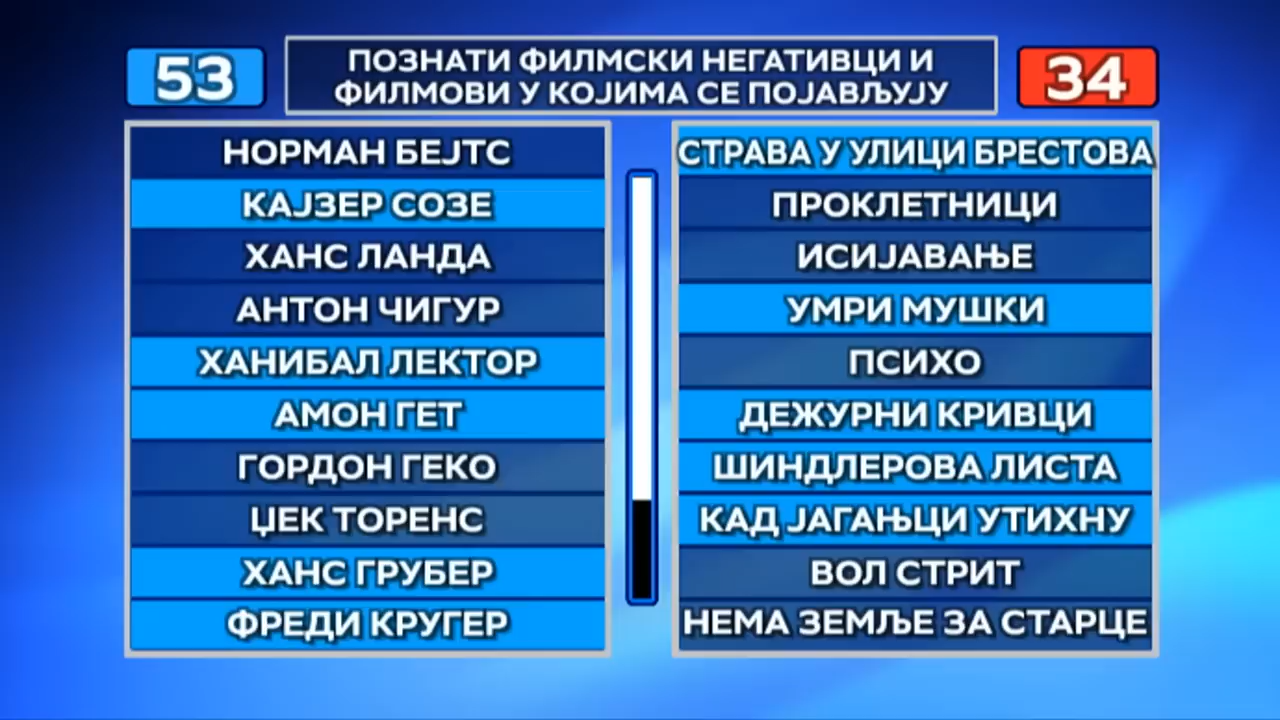 53
ПОЗНАТИ ФИЛМСКИ НЕГАТИВЦИ И
ФИЛМОВИ У КОЈИМА СЕ ПОЈАВЉУЈУ
34
НОРМАН БЕЈТС
КАЈЗЕР СОЗЕ
ХАНС ЛАНДА
АНТОН ЧИГУР
ХАНИБАЛ ЛЕКТОР
АМОН ГЕТ
ГОРДОН ГЕКО
ЏЕК ТОРЕНС
ХАНС ГРУБЕР
ФРЕДИ КРУГЕР
СТРАВА У УЛИЦИ БРЕСТОВА
ПРОКЛЕТНИЦИ
ИСИЈАВАЊЕ
УМРИ МУШКИ
ПСИХО
ДЕЖУРНИ КРИВЦИ
ШИНДЛЕРОВА ЛИСТА
КАД ЈАГАЊЦИ УТИХНУ
ВОЛ СТРИТ
НЕМА ЗЕМЉЕ ЗА СТАРЦЕ